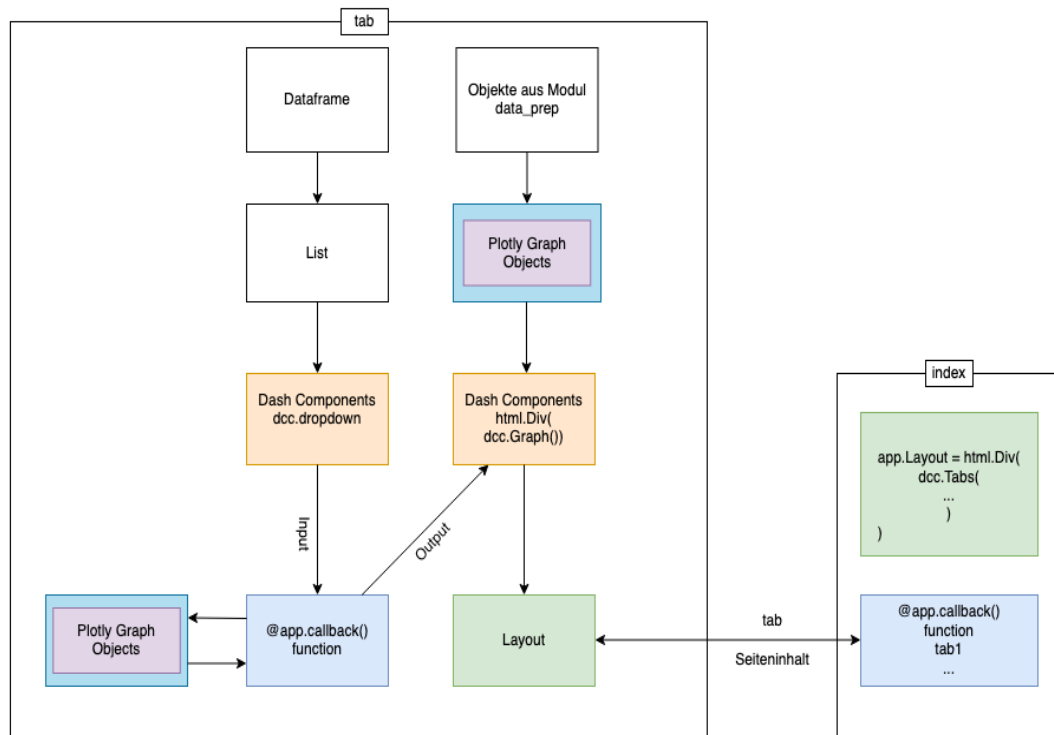 tab
Dataframe
Objekte aus Modul
data_prep
List
Plotly Graph
Objects
index
Dash Components
dcc.dropdown
Dash Components
html.Div(
dcc.Graph())
app.Layout = html.Div(
dcc.Tabs(
...
)
)
Input
Output
Plotly Graph
Objects
@app.callback()
function
Layout
tab
Seiteninhalt
@app.callback()
function
tab1
...